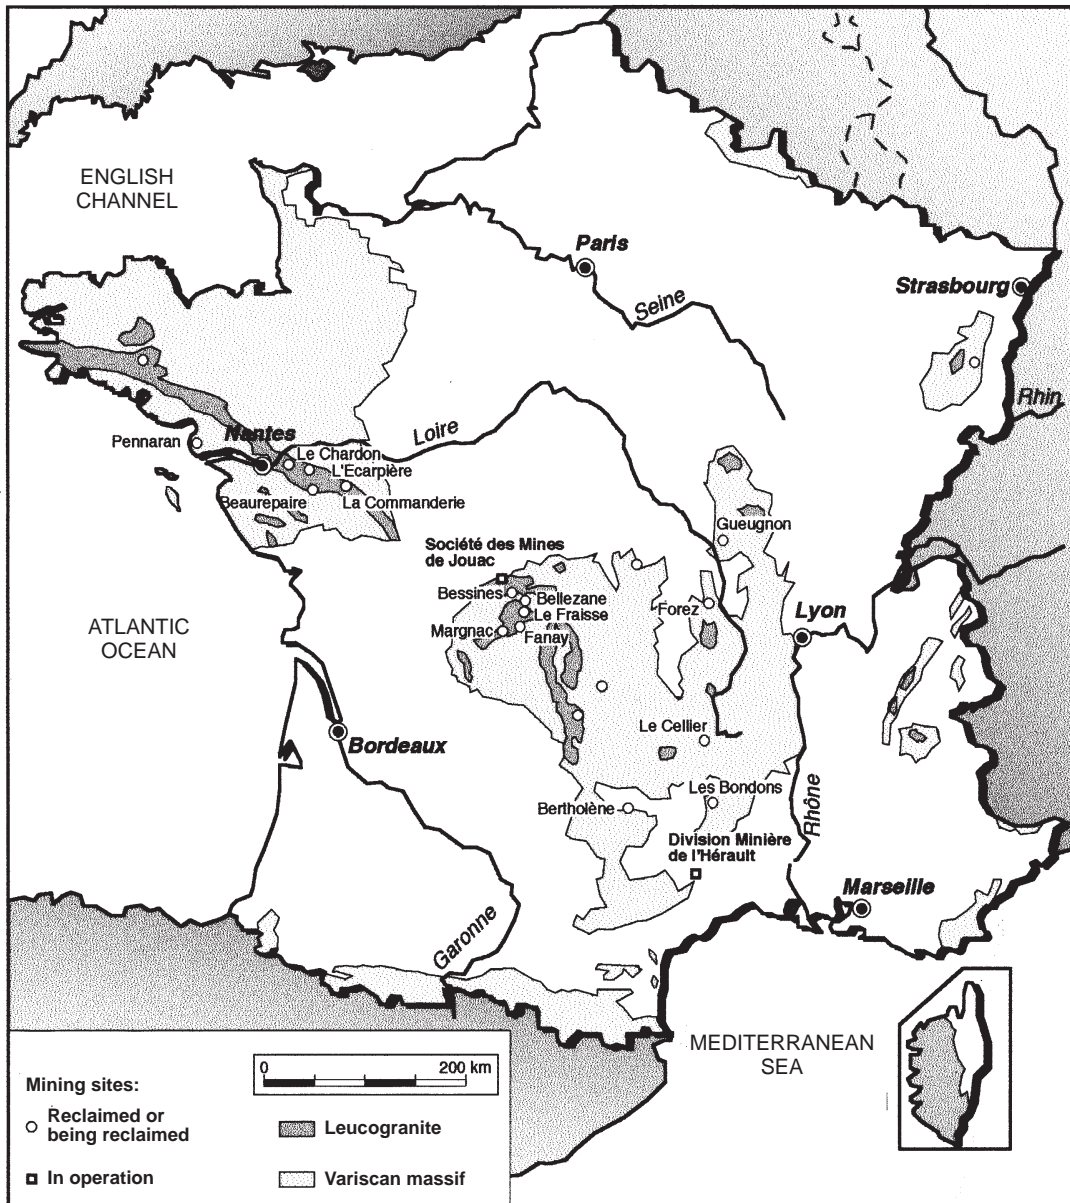 ENGLISH
CHANNEL
Paris
Strasbourg
Seine
Rhin
Nantes
Loire
Pennaran
Le Chardon
L'Ecarpière
Beaurepaire
La Commanderie
Gueugnon
Société des Mines
de Jouac
Bessines
Bellezane
Le Fraisse
Forez
Margnac
Fanay
Lyon
ATLANTIC
OCEAN
Bordeaux
Le Cellier
Les Bondons
Bertholène
Rhône
Division Minière
de l'Hérault
Marseille
Garonne
MEDITERRANEAN
SEA
0 200 km
Mining sites:
Reclaimed or
being reclaimed
Leucogranite
In operation
Variscan massif